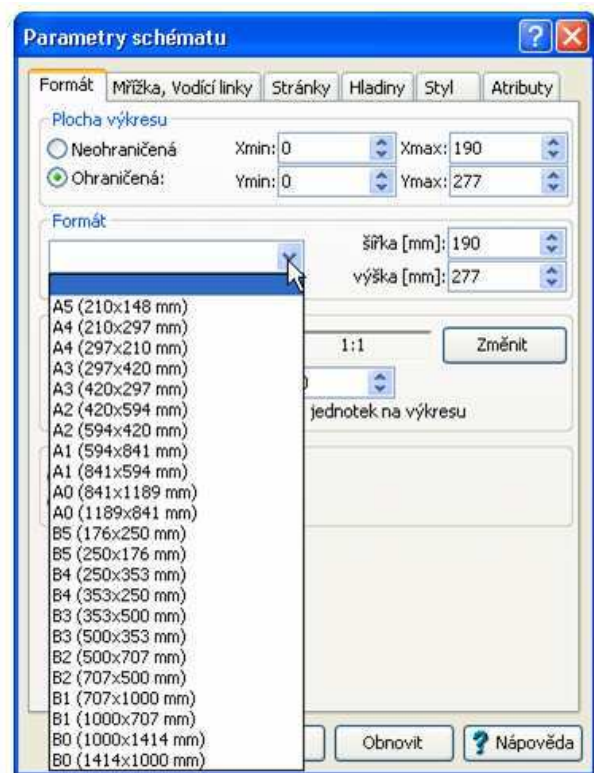 Parametry schématu
Formát Mřížka, Vodící linky Stránky Hladiny Styl Atributy
Plocha výkresu
Neohraničená Xmin: 0 Xmax: 190
Ohraničená: Ymin: 0 Ymax: 277
Formát
šířka [mm]: 190
výška [mm]: 277
A5 (210x148 mm)
A4 (210x297 mm)
A4 (297x210 mm)
1:1 Změnit
A3 (297x420 mm)
A3 (420x297 mm)
A2 (420x594 mm)
jednotek na výkresu
A2 (594x420 mm)
A1 (594x841 mm)
A1 (841x594 mm)
A0 (841x1189 mm)
A0 (1189x841 mm)
B5 (176x250 mm)
B5 (250x176 mm)
B4 (250x353 mm)
B4 (353x250 mm)
B3 (353x500 mm)
B3 (500x353 mm)
B2 (500x707 mm)
B2 (707x500 mm)
B1 (707x1000 mm)
B1 (1000x707 mm)
B0 (1000x1414 mm)
B0 (1414x1000 mm)
Obnovit ? Nápověda